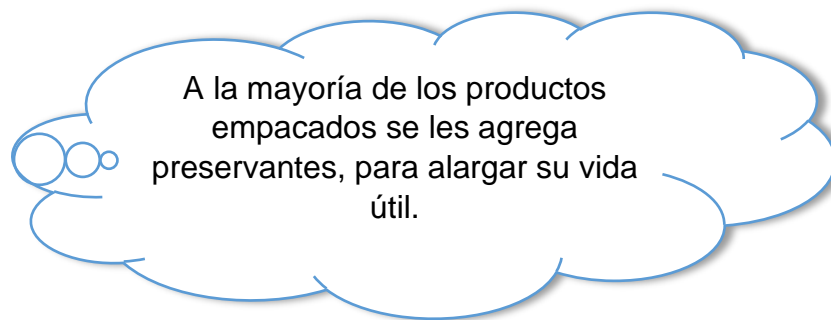 A la mayoría de los productos
empacados se les agrega
preservantes, para alargar su vida
útil.